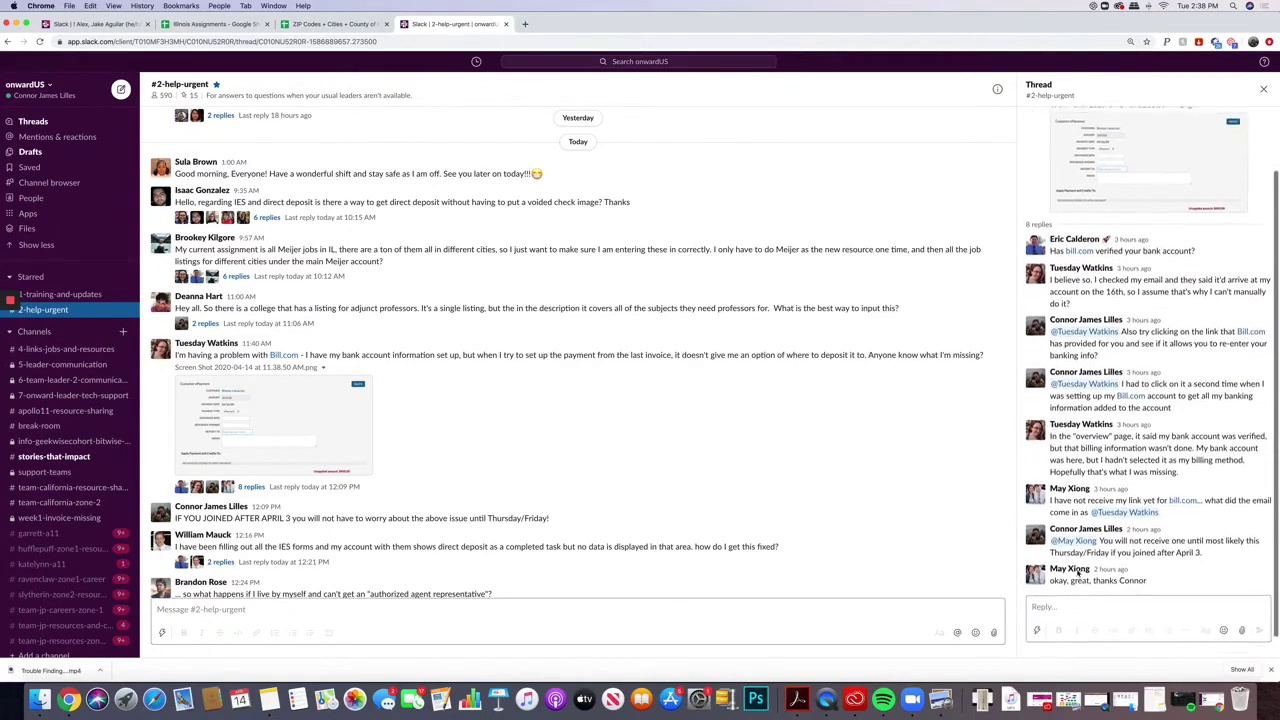 Chrome File Edit View History Bookmarks People Tab Window Help
Tue 2:38 PM
Slack | ! Alex, Jake Aguilar (he/h
Illinois Assignments - Google Sh
ZIP Codes + Cities + County of
Slack | 2-help-urgent | onwardU
app.slack.com/client/T010MF3H3MH/C010NU52R0R/thread/C010NU52R0R-1586889657.273500
Search onwardUS
onwardUS
Connor James Lilles
Threads
Mentions & reactions
Drafts
Saved
Channel browser
People
Apps
Files
Show less
Starred
1-training-and-updates
2-help-urgent
Channels
# 4-links-jobs-and-resources
5-leader-communication
6-team-leader-2-communica...
7-onward-leader-tech-support
# apollo11-resource-sharing
# break-room
info-geekwisecohort-bitwise-...
# stories-that-impact
support-teams
# team-california-resource-sha...
# team-california-zone-2
week1-invoice-missing
# garrett-a11 9+
# hufflepuff-zone1-resou... 9+
# katelynn-a11 1
# ravenclaw-zone1-career 9+
# slytherin-zone2-resour... 9+
# team-jp-careers-zone-1 9+
# team-jp-resources-and-c... 4
# team-jp-resources-zon... 9+
Add a channel
#2-help-urgent
590 15 For answers to questions when your usual leaders aren't available.
2 replies Last reply 18 hours ago
Yesterday
Today
Sula Brown 1:00 AM
Good morning, Everyone! Have a wonderful shift and stay safe as I am off. See you later on today!!!😋
Isaac Gonzalez 9:35 AM
Hello, regarding IES and direct deposit is there a way to get direct deposit without having to put a voided check image? Thanks
6 replies Last reply today at 10:15 AM
Brookey Kilgore 9:57 AM
My current assignment is all Meijer jobs in IL, there are a ton of them all in different cities, so I just want to make sure I am entering these in correctly. I only have to do Meijer as the new resource one time, and then all the
job listings for different cities under the main Meijer account?
6 replies Last reply today at 10:12 AM
Deanna Hart 11:00 AM
Hey all. So there is a college that has a listing for adjunct professors. It's a single listing, but the in the description it covers all of the subjects they need professors for. What is the best way to input this?
2 replies Last reply today at 11:06 AM
Tuesday Watkins 11:40 AM
I'm having a problem with Bill.com - I have my bank account information set up, but when I try to set up the payment from the last invoice, it doesn't give me an option of where to deposit it to. Anyone know what I'm missing?
Screen Shot 2020-04-14 at 11.38.50 AM.png
8 replies Last reply today at 12:09 PM
Connor James Lilles 12:09 PM
IF YOU JOINED AFTER APRIL 3 you will not have to worry about the above issue until Thursday/Friday!
William Mauck 12:16 PM
I have been filling out all the IES forms and my account with them shows direct deposit as a completed task but no data is displayed in that area. how do I get this fixed?
2 replies Last reply today at 12:21 PM
Brandon Rose 12:24 PM
... so what happens if I live by myself and can't get an "authorized agent representative"?
Message #2-help-urgent
Thread
#2-help-urgent
8 replies
Eric Calderon 🚀 3 hours ago
Has bill.com verified your bank account?
Tuesday Watkins 3 hours ago
I believe so. I checked my email and they said it'd arrive at my
account on the 16th, so I assume that's why I can't manually
do it?
Connor James Lilles 3 hours ago
@Tuesday Watkins Also try clicking on the link that Bill.com
has provided for you and see if it allows you to re-enter your
banking info?
Connor James Lilles 3 hours ago
@Tuesday Watkins I had to click on it a second time when I
was setting up my Bill.com account to get all my banking
information added to the account
Tuesday Watkins 3 hours ago
In the "overview" page, it said my bank account was verified,
but that billing information wasn't done. My bank account
was here, but I hadn't selected it as my billing method.
Hopefully that's what I was missing.
May Xiong 3 hours ago
I have not receive my link yet for bill.com... what did the email
come in as @Tuesday Watkins
Connor James Lilles 2 hours ago
@May Xiong You will not receive one until most likely this
Thursday/Friday if you joined after April 3.
May Xiong 2 hours ago
okay, great, thanks Connor
Reply...
Trouble Finding....mp4
Show All